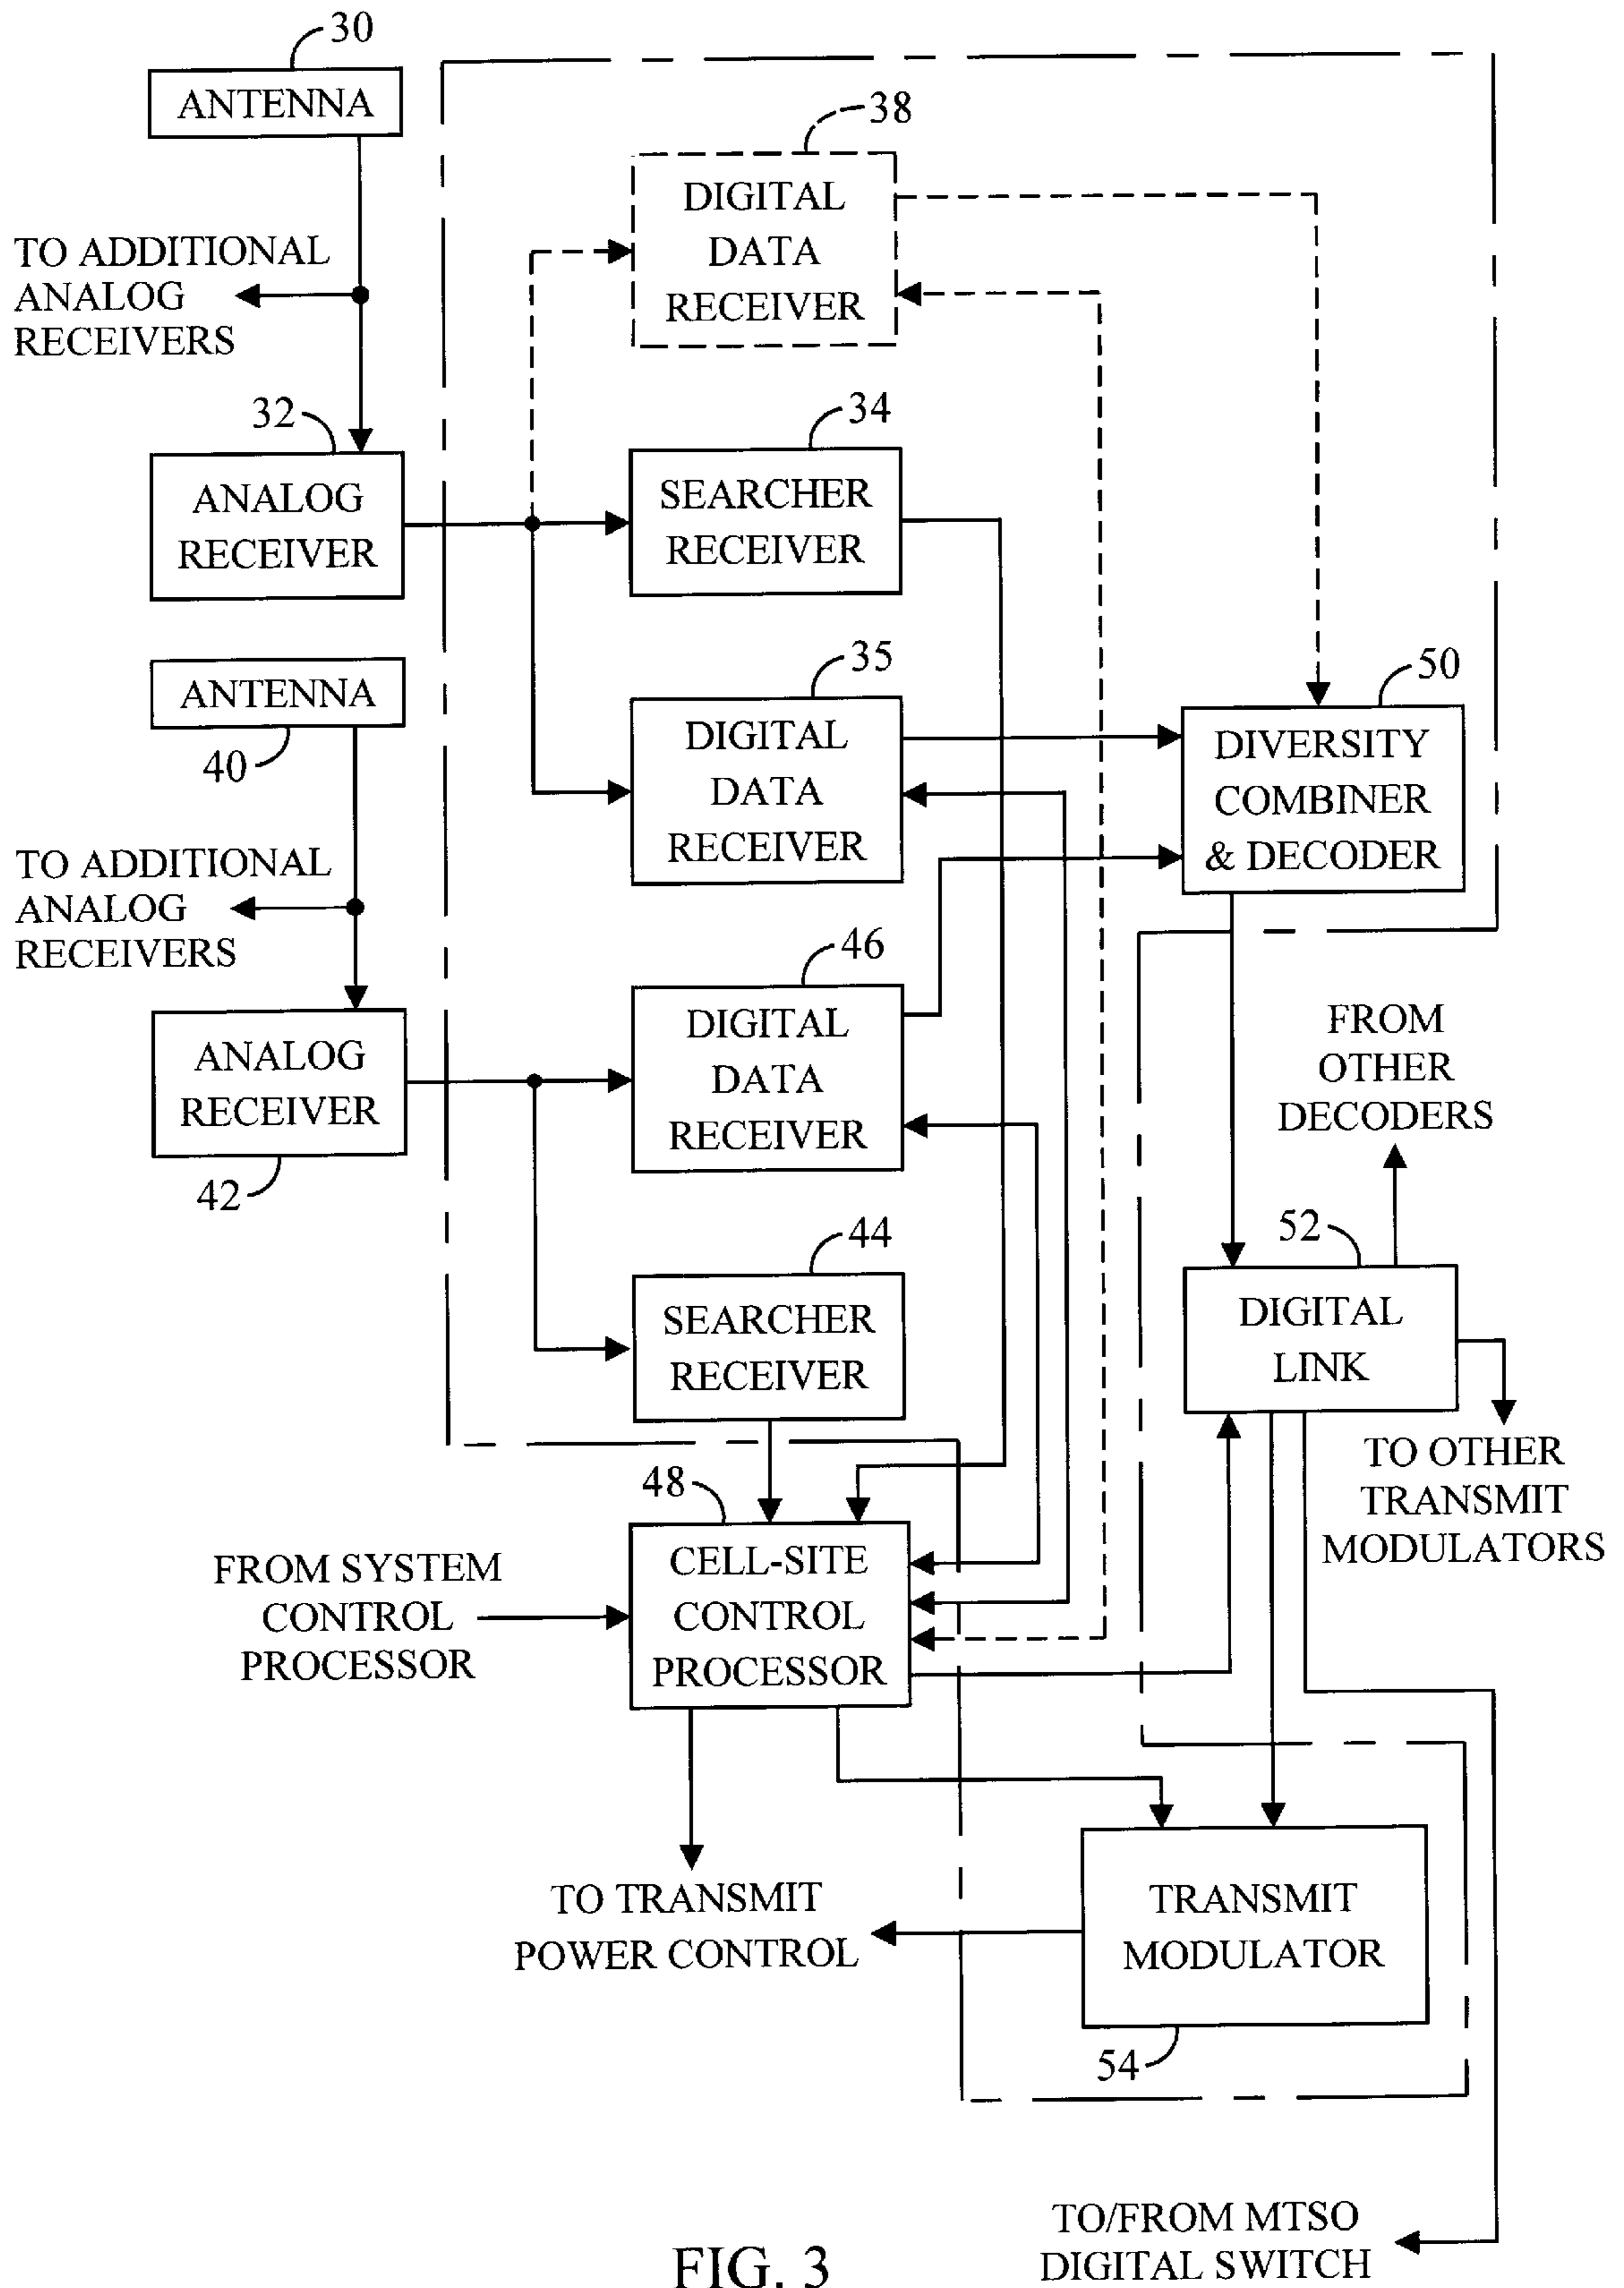 30
ANTENNA
38
DIGITAL
DATA
RECEIVER
TO ADDITIONAL
ANALOG
RECEIVERS
32
ANALOG
RECEIVER
34
SEARCHER
RECEIVER
35
DIGITAL
DATA
RECEIVER
50
DIVERSITY
COMBINER
& DECODER
ANTENNA
40
TO ADDITIONAL
ANALOG
RECEIVERS
46
DIGITAL
DATA
RECEIVER
ANALOG
RECEIVER
42
FROM
OTHER
DECODERS
44
SEARCHER
RECEIVER
52
DIGITAL
LINK
TO OTHER
TRANSMIT
MODULATORS
48
CELL-SITE
CONTROL
PROCESSOR
FROM SYSTEM
CONTROL
PROCESSOR
TO TRANSMIT
POWER CONTROL
TRANSMIT
MODULATOR
54
TO/FROM MTSO
DIGITAL SWITCH
FIG. 3